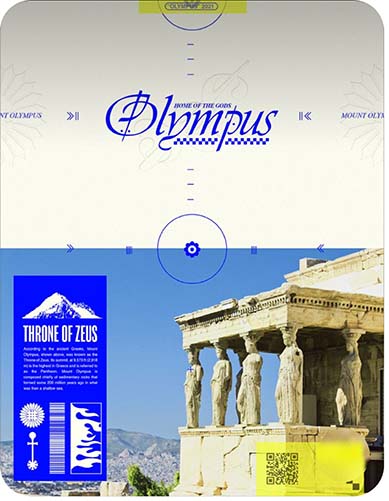 OLYMPUS 2021
HOME OF THE GODS
Olympus
NT OLYMPUS
MOUNT OLYM
THRONE OF ZEUS
According to the ancient Greeks, Mount
Olympus, shown above, was known as the
Throne of Zeus. Its summit, at 9,573 ft (2,918
m) is the highest in Greece and is referred to
as the Pantheon. Mount Olympus is
composed chiefly of sedimentary rocks that
formed some 200 million years ago in what
was then a shallow sea.